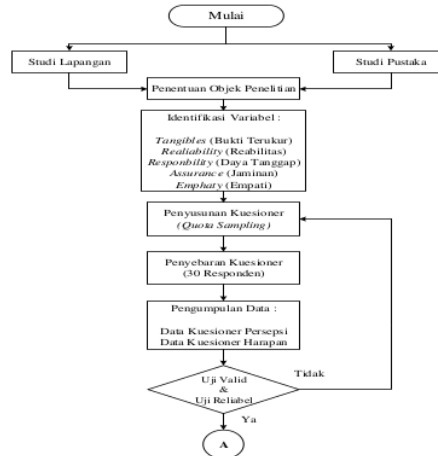 Mulai
Studi Lapangan
Studi Pustaka
Penentuan Objek Penelitian
Identifikasi Variabel :
Tangibles (Bukti Terukur)
Realiability (Reabilitas)
Responbility (Daya Tanggap)
Assurance (Jaminan)
Emphaty (Empati)
Penyusunan Kuesioner
(Quota Sampling)
Penyebaran Kuesioner
(30 Responden)
Pengumpulan Data :
Data Kuesioner Persepsi
Data Kuesioner Harapan
Uji Valid
&
Uji Reliabel
Tidak
Ya
A